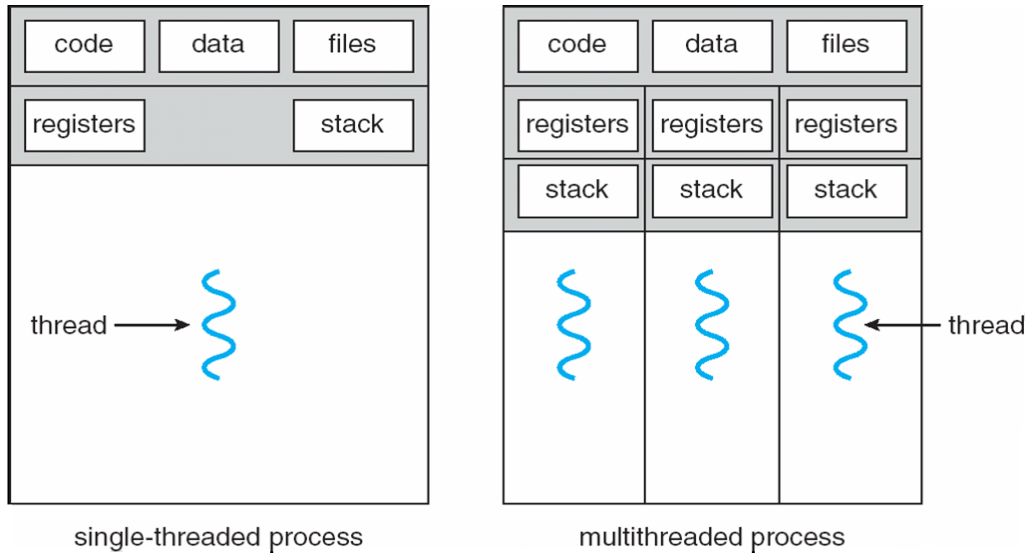 code data files
registers stack
thread
single-threaded process
code data files
registers registers registers
stack stack stack
thread
multithreaded process